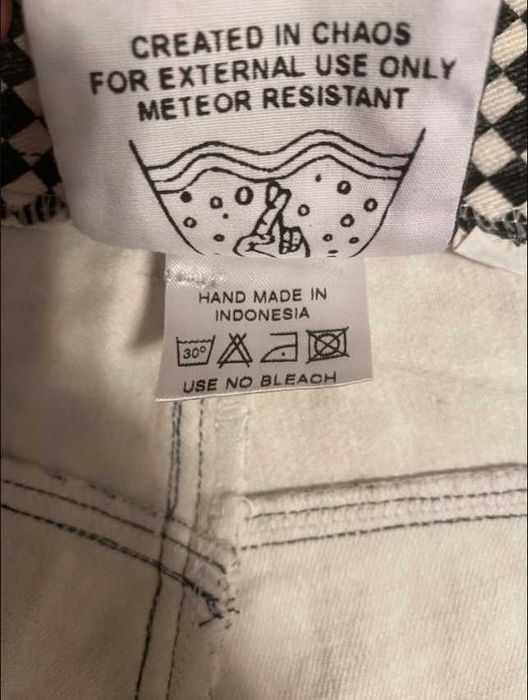 CREATED IN CHAOS
FOR EXTERNAL USE ONLY
METEOR RESISTANT
HAND MADE IN
INDONESIA
30°
USE NO BLEACH